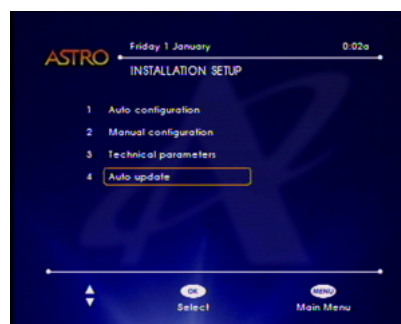 ASTRO
Friday 1 January 0:02a
INSTALLATION SETUP
1 Auto configuration
2 Manual configuration
3 Technical parameters
4 Auto update
OK MENU
Select Main Menu